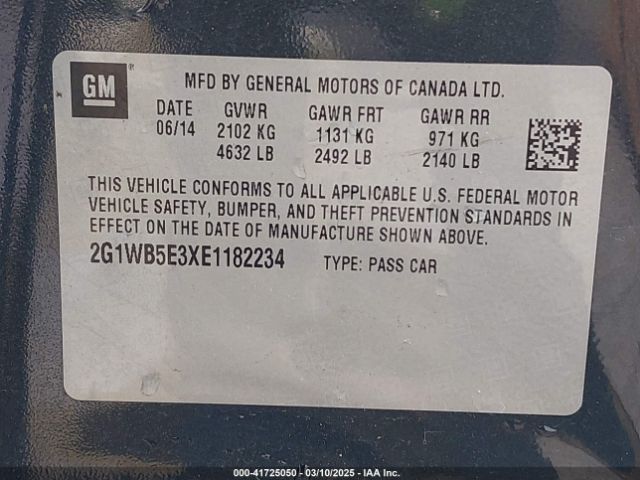 GM
MFD BY GENERAL MOTORS OF CANADA LTD.
DATE GVWR GAWR FRT GAWR RR
06/14 2102 KG 1131 KG 971 KG
4632 LB 2492 LB 2140 LB
THIS VEHICLE CONFORMS TO ALL APPLICABLE U.S. FEDERAL MOTOR
VEHICLE SAFETY, BUMPER, AND THEFT PREVENTION STANDARDS IN
EFFECT ON THE DATE OF MANUFACTURE SHOWN ABOVE.
2G1WB5E3XE1182234 TYPE: PASS CAR
000-41725050 - 03/10/2025 - IAA Inc.